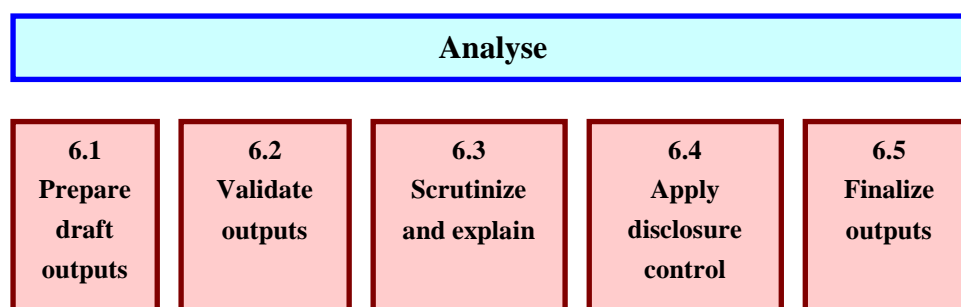 Analyse
6.1
Prepare
draft
outputs
6.2
Validate
outputs
6.3
Scrutinize
and explain
6.4
Apply
disclosure
control
6.5
Finalize
outputs